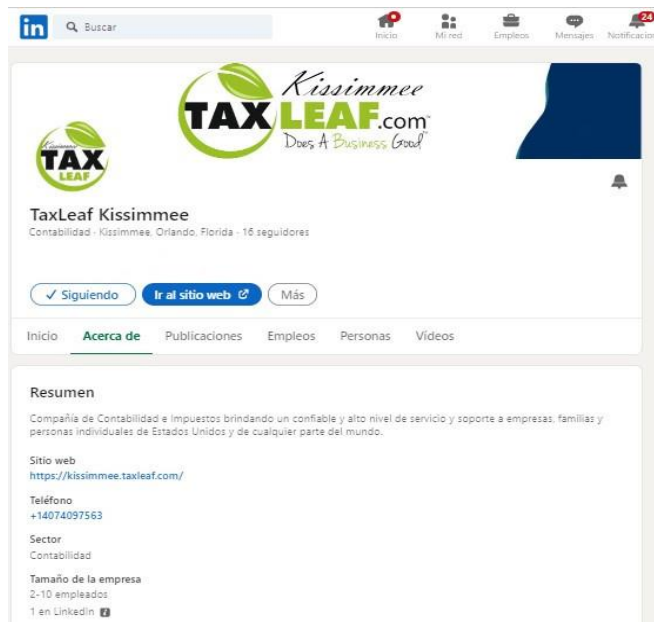 in Buscar
Inicio Mi red Empleos Mensajes 24 Notificacion
Kissimmee
TAX LEAF.com
Does A Business Good
Kissimmee
TAX
LEAF
TaxLeaf Kissimmee
Contabilidad · Kissimmee, Orlando, Florida · 16 seguidores
Siguiendo Ir al sitio web Más
Inicio Acerca de Publicaciones Empleos Personas Vídeos
Resumen
Compañía de Contabilidad e Impuestos brindando un confiable y alto nivel de servicio y soporte a empresas, familias y
personas individuales de Estados Unidos y de cualquier parte del mundo.
Sitio web
https://kissimmee.taxleaf.com/
Teléfono
+14074097563
Sector
Contabilidad
Tamaño de la empresa
2-10 empleados
1 en LinkedIn